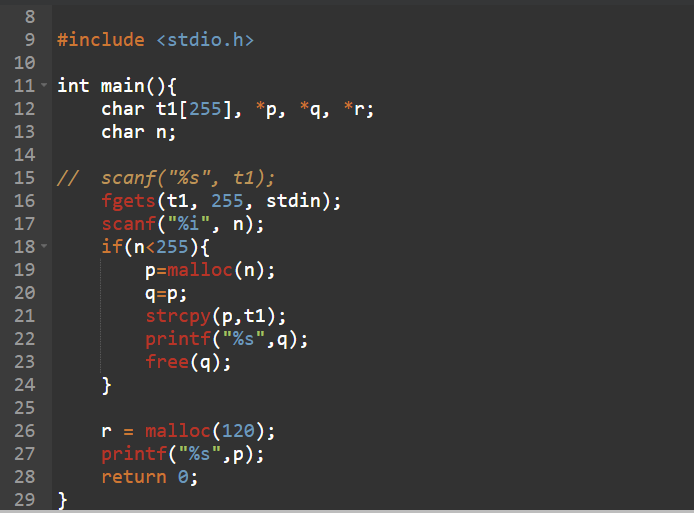 8
9 #include <stdio.h>
10
11 int main(){
12     char t1[255], *p, *q, *r;
13     char n;
14
15 //  scanf("%s", t1);
16     fgets(t1, 255, stdin);
17     scanf("%i", n);
18     if(n<255){
19         p=malloc(n);
20         q=p;
21         strcpy(p,t1);
22         printf("%s",q);
23         free(q);
24     }
25
26     r = malloc(120);
27     printf("%s",p);
28     return 0;
29 }